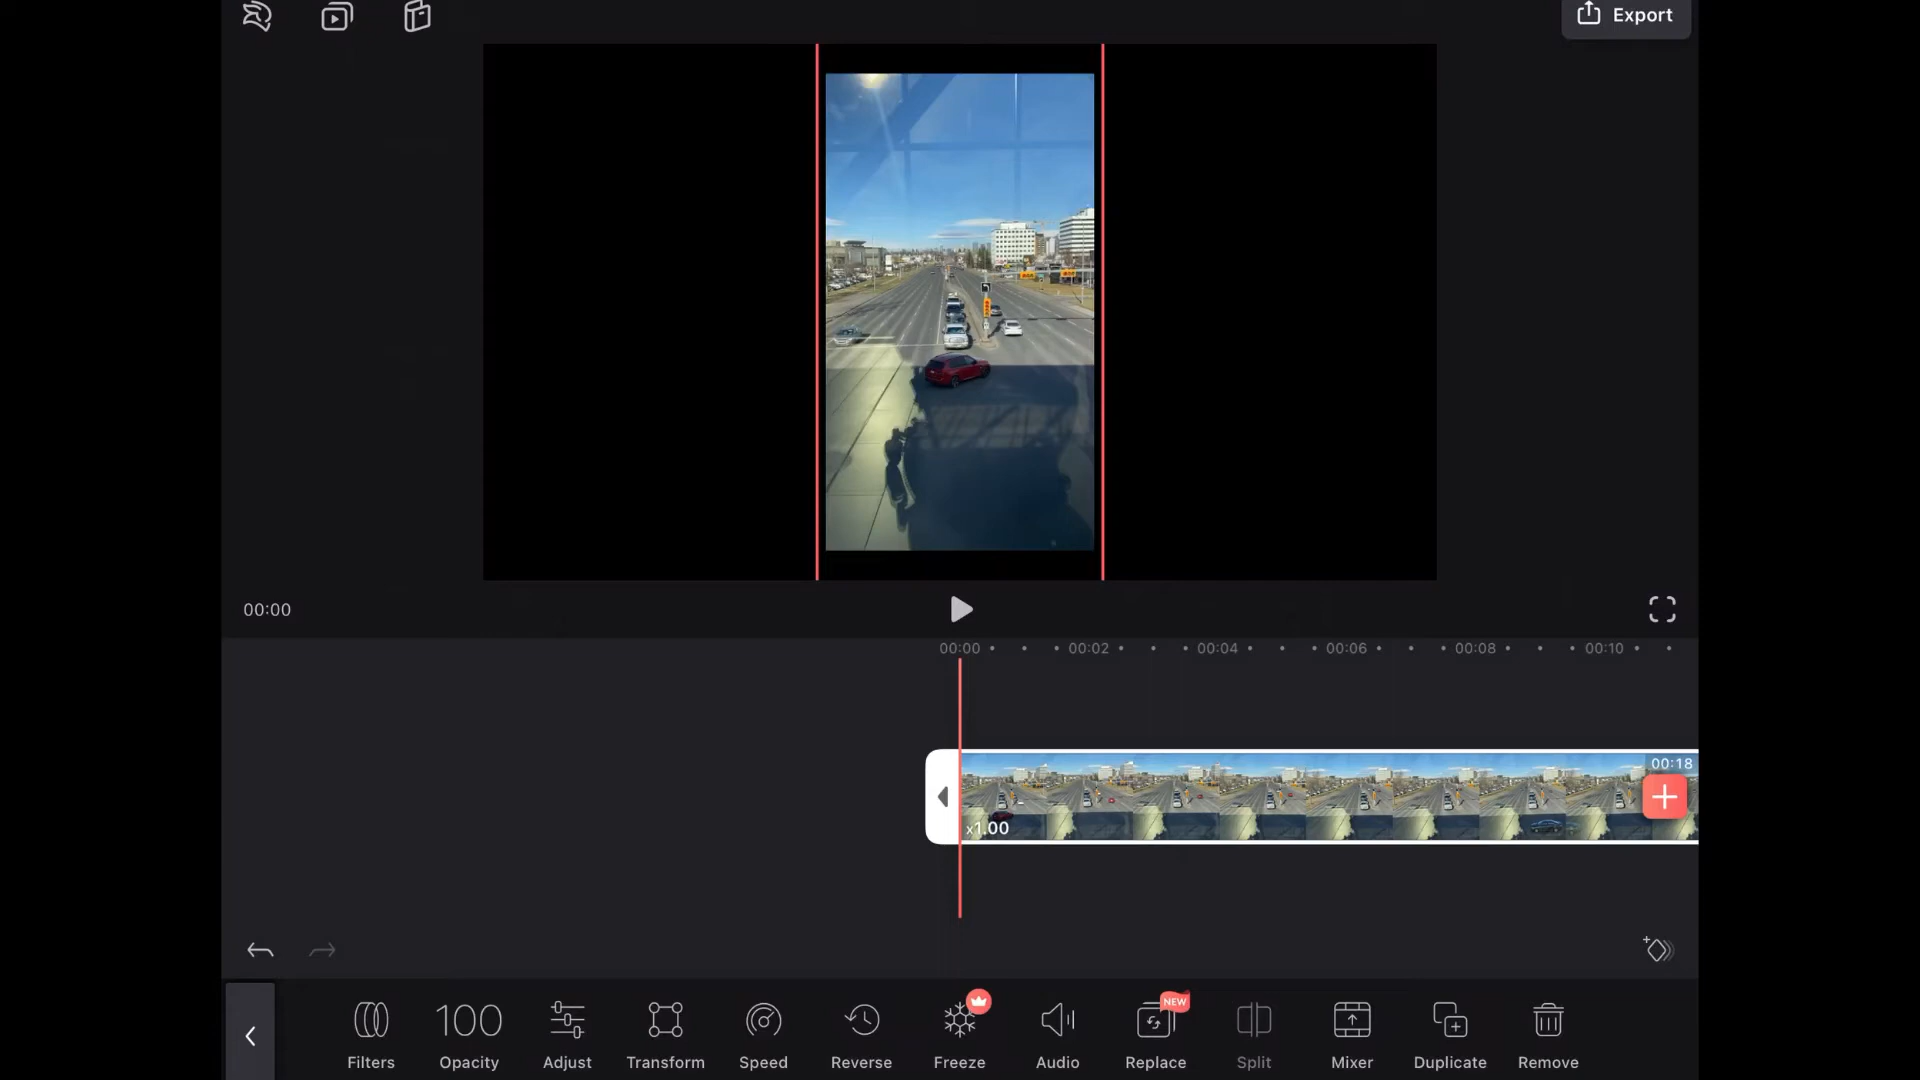 Export
00:00
00:00 00:02 00:04 00:06 00:08 00:10
00:18
x1.00
100
NEW
Filters Opacity Adjust Transform Speed Reverse Freeze Audio Replace Split Mixer Duplicate Remove